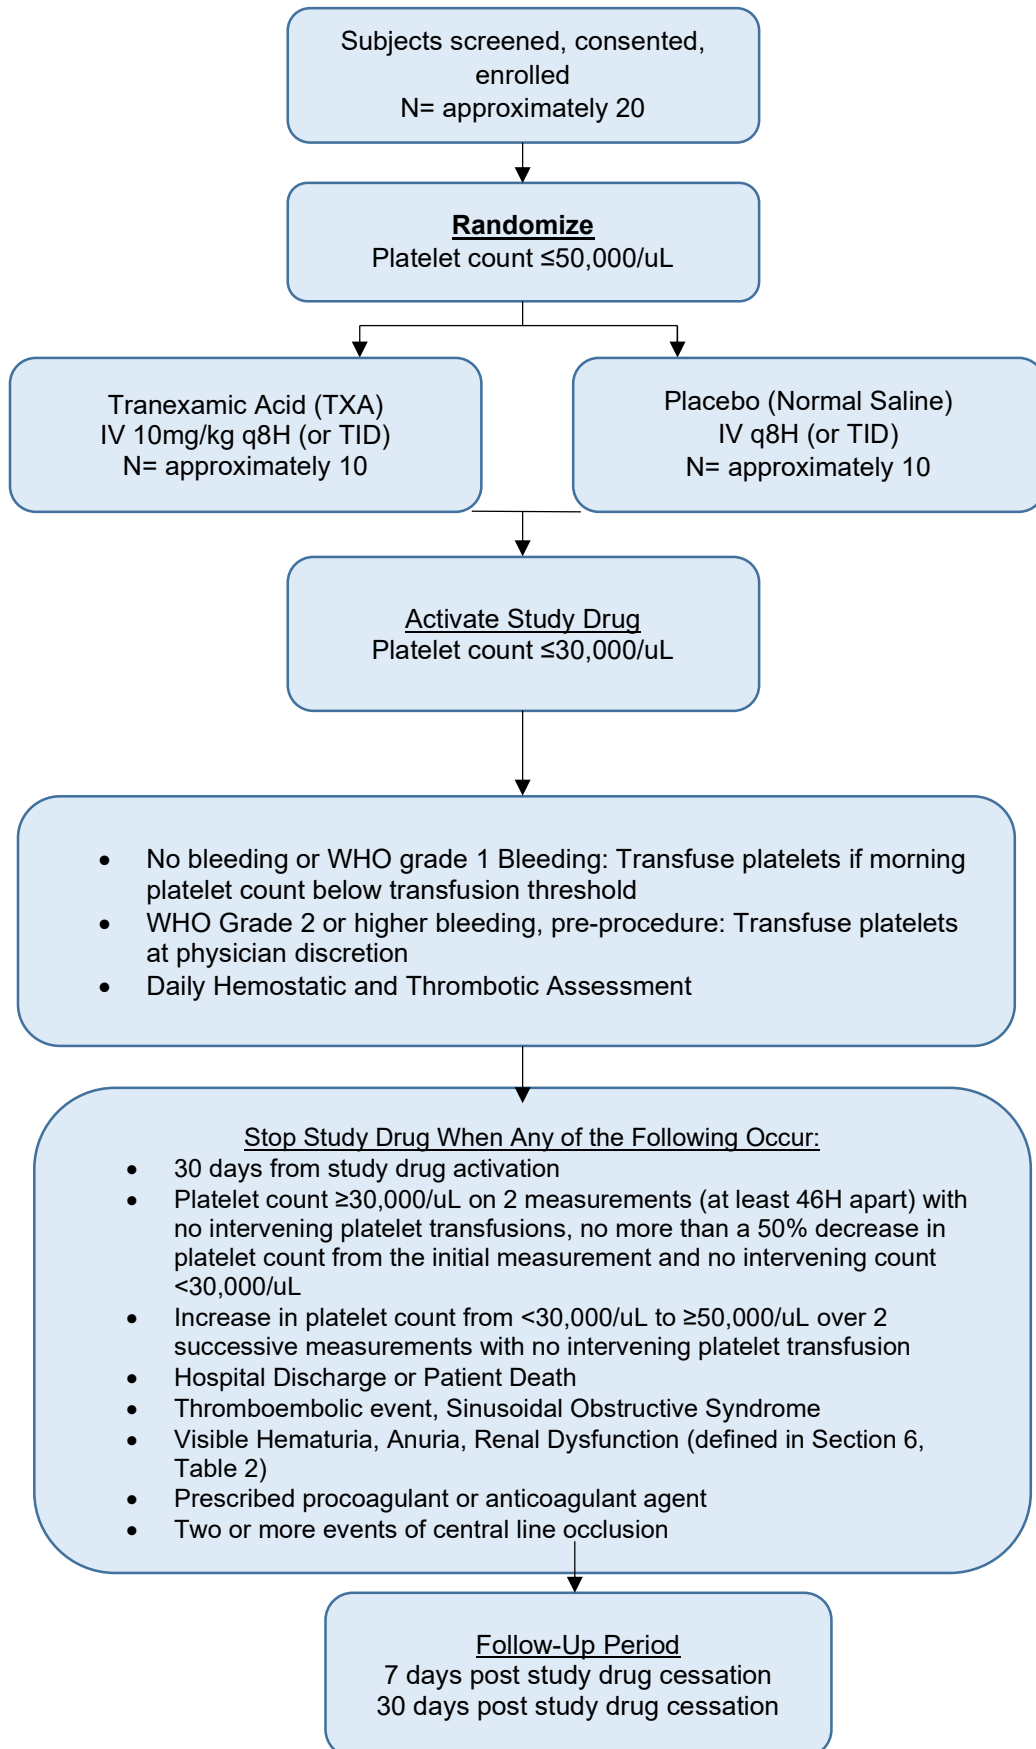 Subjects screened, consented,
enrolled
N= approximately 20
Randomize
Platelet count ≤50,000/uL
Tranexamic Acid (TXA)
IV 10mg/kg q8H (or TID)
N= approximately 10
Placebo (Normal Saline)
IV q8H (or TID)
N= approximately 10
Activate Study Drug
Platelet count ≤30,000/uL
• No bleeding or WHO grade 1 Bleeding: Transfuse platelets if morning
platelet count below transfusion threshold
• WHO Grade 2 or higher bleeding, pre-procedure: Transfuse platelets
at physician discretion
• Daily Hemostatic and Thrombotic Assessment
Stop Study Drug When Any of the Following Occur:
• 30 days from study drug activation
• Platelet count ≥30,000/uL on 2 measurements (at least 46H apart) with
no intervening platelet transfusions, no more than a 50% decrease in
platelet count from the initial measurement and no intervening count
<30,000/uL
• Increase in platelet count from <30,000/uL to ≥50,000/uL over 2
successive measurements with no intervening platelet transfusion
• Hospital Discharge or Patient Death
• Thromboembolic event, Sinusoidal Obstructive Syndrome
• Visible Hematuria, Anuria, Renal Dysfunction (defined in Section 6,
Table 2)
• Prescribed procoagulant or anticoagulant agent
• Two or more events of central line occlusion
Follow-Up Period
7 days post study drug cessation
30 days post study drug cessation